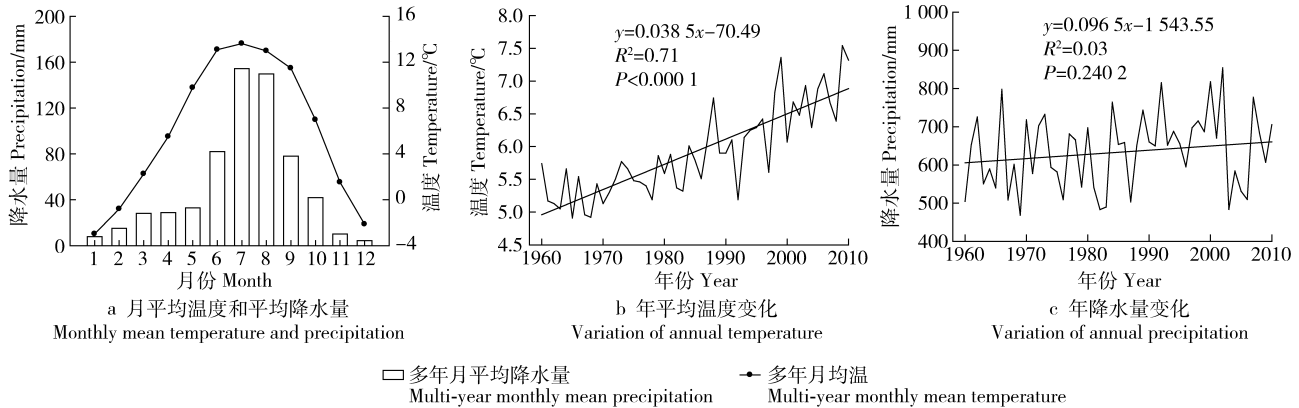 200
160
120
80
40
0
降水量 Precipitation/mm
16
12
8
4
0
−4
温度 Temperature/℃
1 2 3 4 5 6 7 8 9 10 11 12
月份 Month
a 月平均温度和平均降水量
Monthly mean temperature and precipitation
8.0
7.5
7.0
6.5
6.0
5.5
5.0
4.5
温度 Temperature/℃
y=0.038 5x−70.49
R²=0.71
P<0.000 1
1960 1970 1980 1990 2000 2010
年份 Year
b 年平均温度变化
Variation of annual temperature
1 000
900
800
700
600
500
400
降水量 Precipitation/mm
y=0.096 5x−1 543.55
R²=0.03
P=0.240 2
1960 1970 1980 1990 2000 2010
年份 Year
c 年降水量变化
Variation of annual precipitation
多年月平均降水量
Multi-year monthly mean precipitation
多年月均温
Multi-year monthly mean temperature